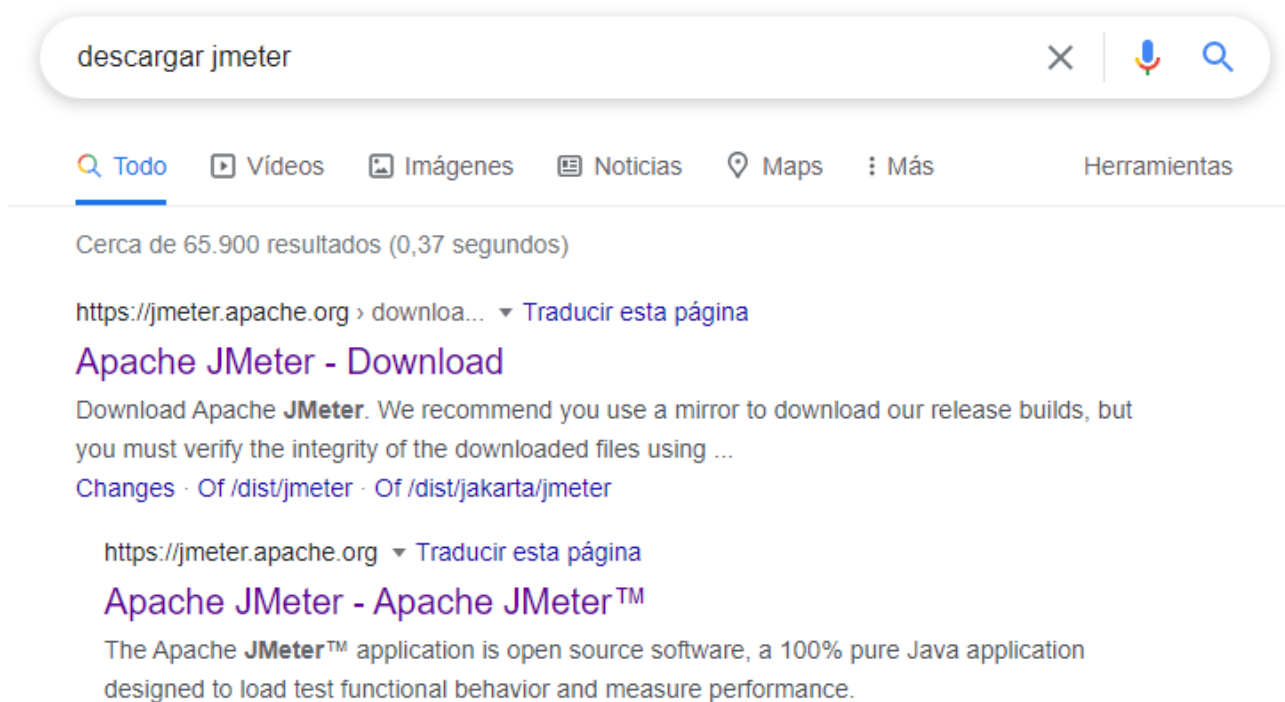 descargar jmeter
Todo Vídeos Imágenes Noticias Maps Más Herramientas
Cerca de 65.900 resultados (0,37 segundos)
https://jmeter.apache.org › downloa... Traducir esta página
Apache JMeter - Download
Download Apache JMeter. We recommend you use a mirror to download our release builds, but
you must verify the integrity of the downloaded files using ...
Changes · Of /dist/jmeter · Of /dist/jakarta/jmeter
https://jmeter.apache.org Traducir esta página
Apache JMeter - Apache JMeter™
The Apache JMeter™ application is open source software, a 100% pure Java application
designed to load test functional behavior and measure performance.